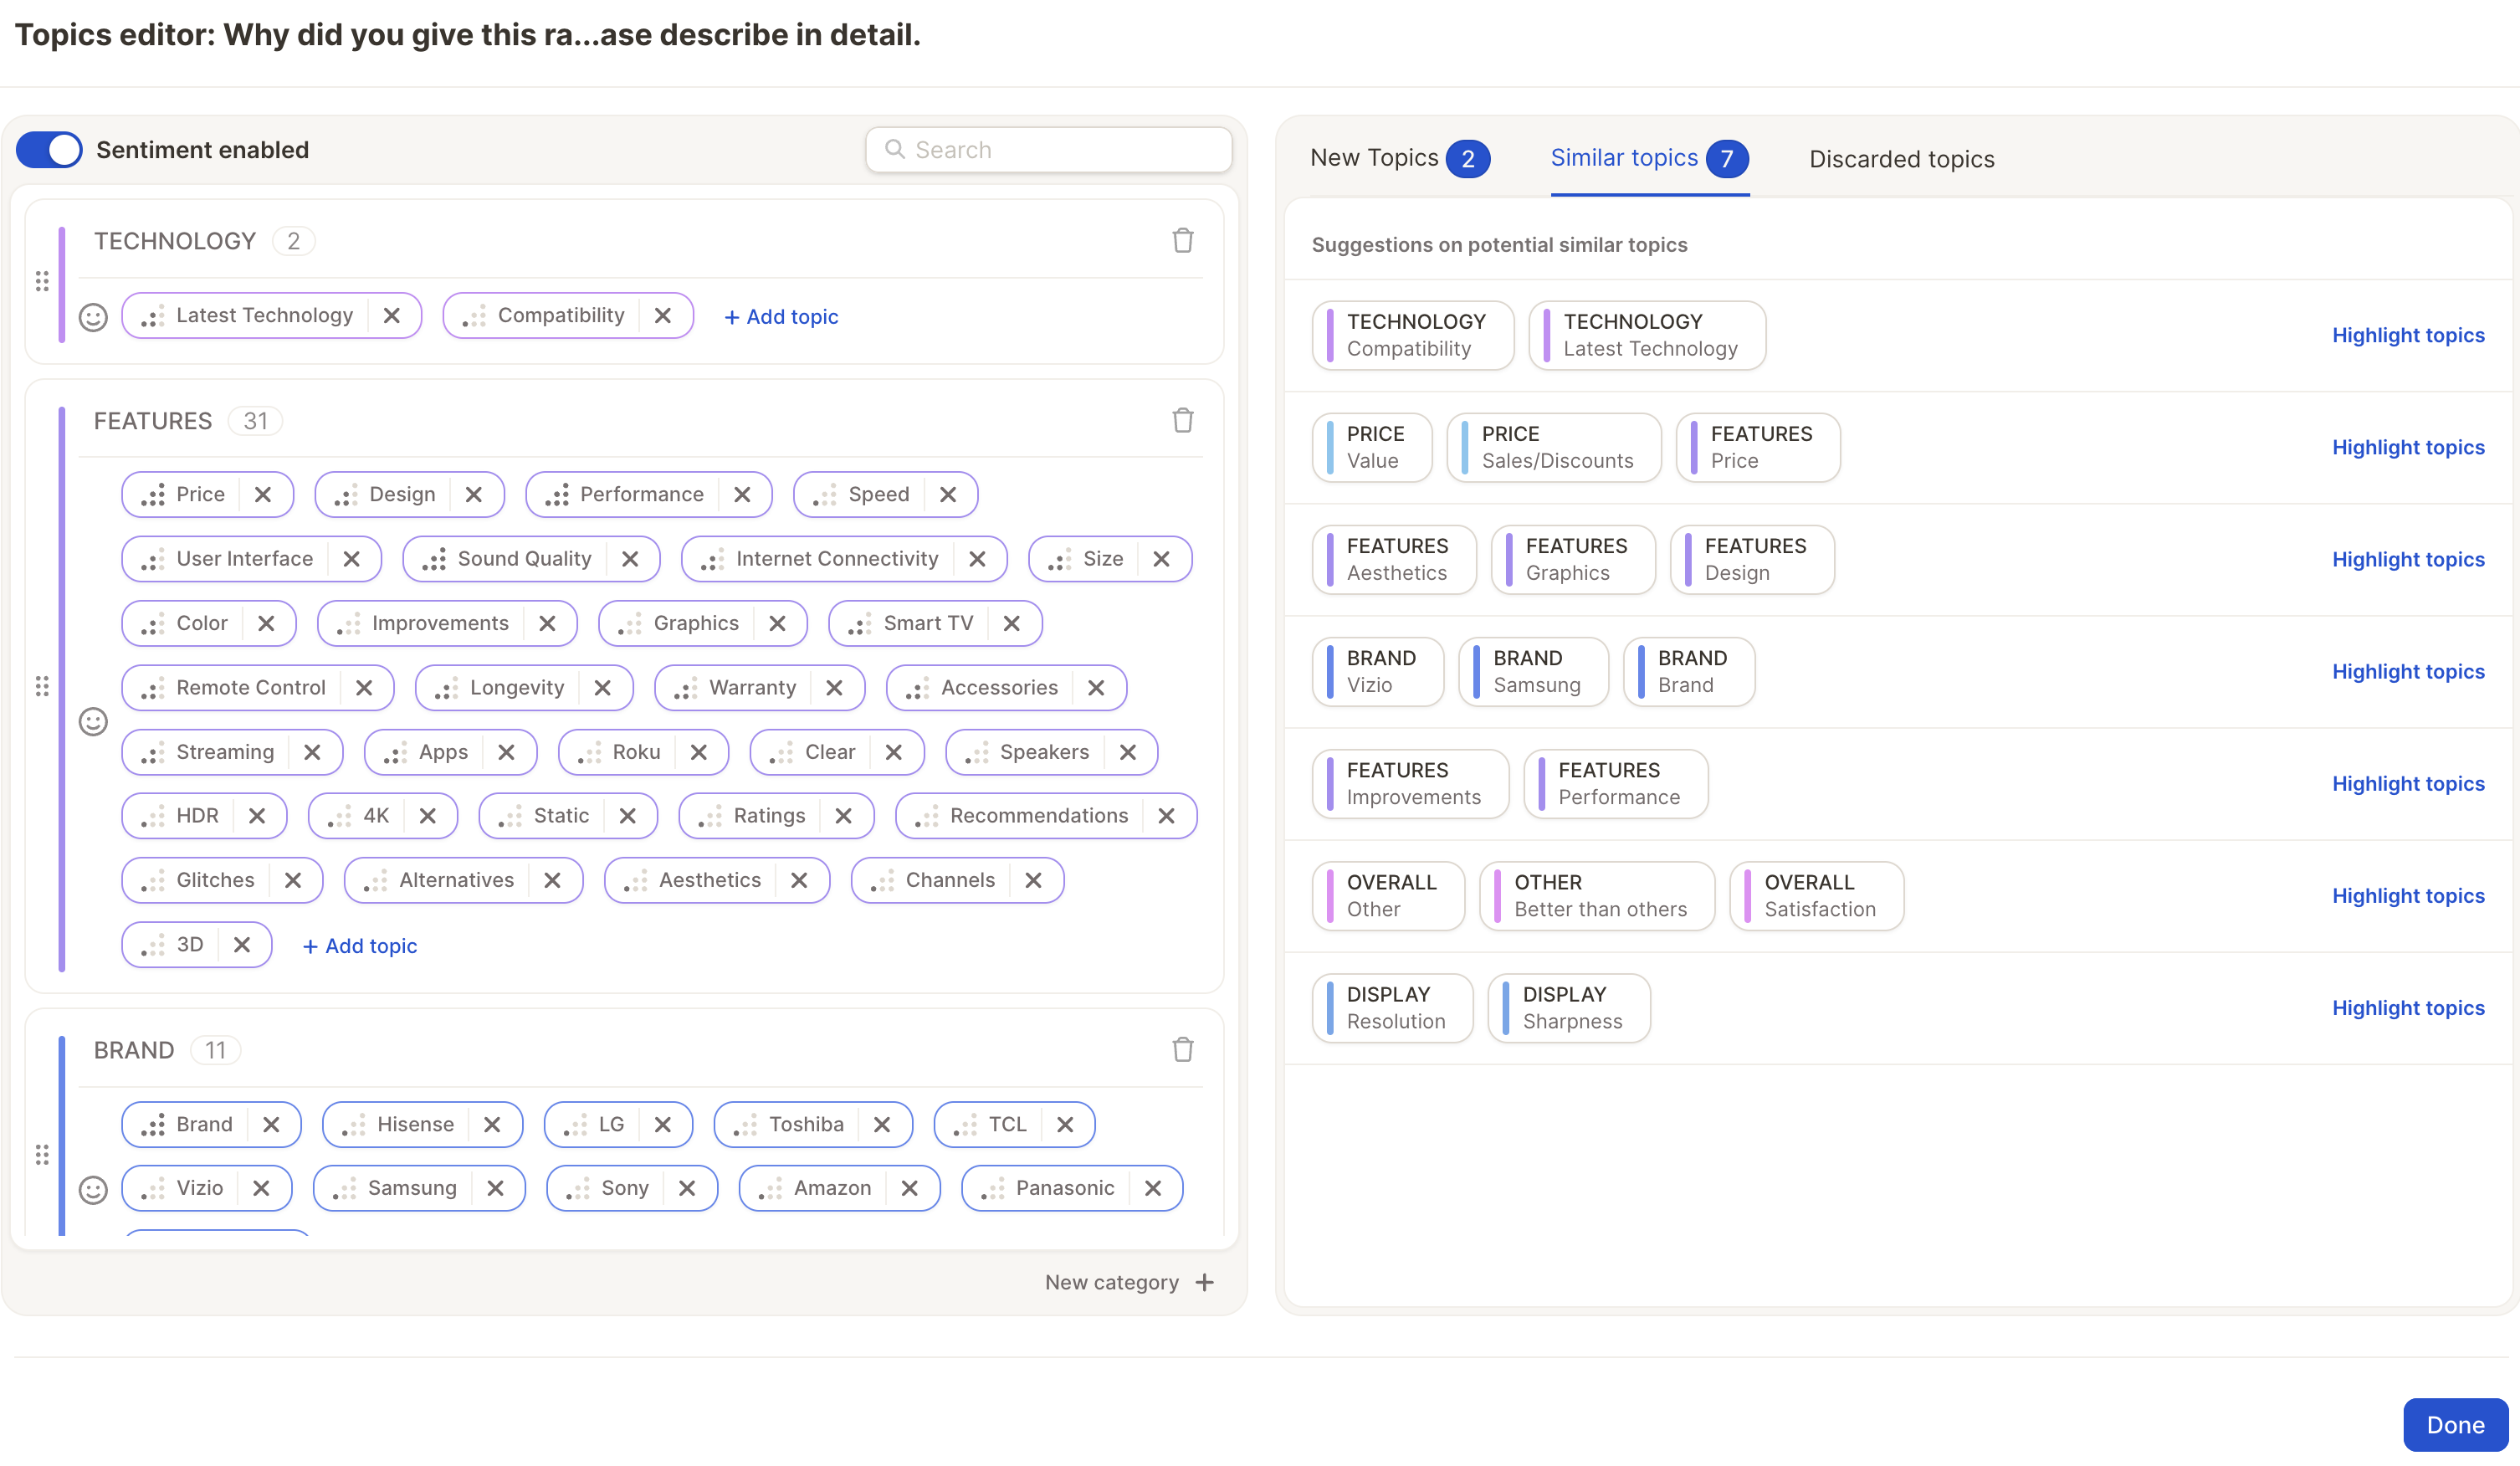 Topics editor: Why did you give this ra...ase describe in detail.
Sentiment enabled
Search
TECHNOLOGY 2
Latest Technology Compatibility + Add topic
FEATURES 31
Price Design Performance Speed
User Interface Sound Quality Internet Connectivity Size
Color Improvements Graphics Smart TV
Remote Control Longevity Warranty Accessories
Streaming Apps Roku Clear Speakers
HDR 4K Static Ratings Recommendations
Glitches Alternatives Aesthetics Channels
3D + Add topic
BRAND 11
Brand Hisense LG Toshiba TCL
Vizio Samsung Sony Amazon Panasonic
New category +
New Topics 2 Similar topics 7 Discarded topics
Suggestions on potential similar topics
TECHNOLOGY TECHNOLOGY
Compatibility Latest Technology
Highlight topics
PRICE PRICE FEATURES
Value Sales/Discounts Price
Highlight topics
FEATURES FEATURES FEATURES
Aesthetics Graphics Design
Highlight topics
BRAND BRAND BRAND
Vizio Samsung Brand
Highlight topics
FEATURES FEATURES
Improvements Performance
Highlight topics
OVERALL OTHER OVERALL
Other Better than others Satisfaction
Highlight topics
DISPLAY DISPLAY
Resolution Sharpness
Highlight topics
Done